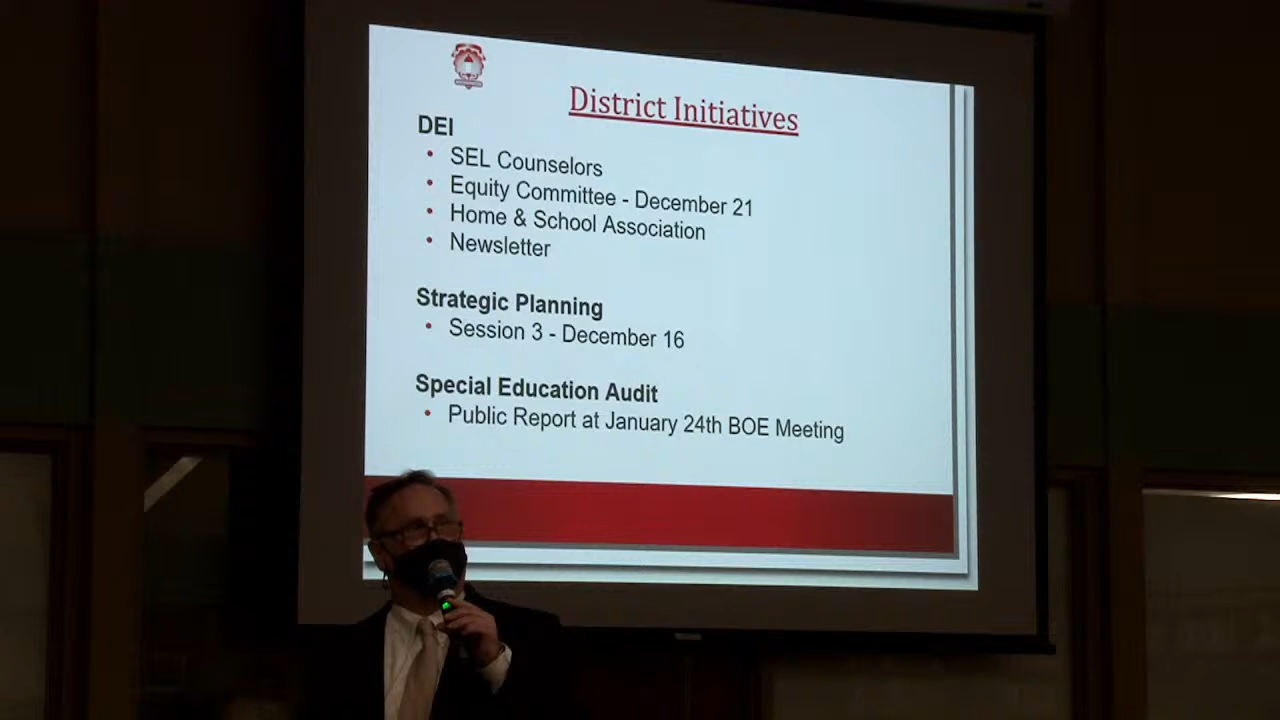 District Initiatives
DEI
• SEL Counselors
• Equity Committee - December 21
• Home & School Association
• Newsletter
Strategic Planning
• Session 3 - December 16
Special Education Audit
• Public Report at January 24th BOE Meeting